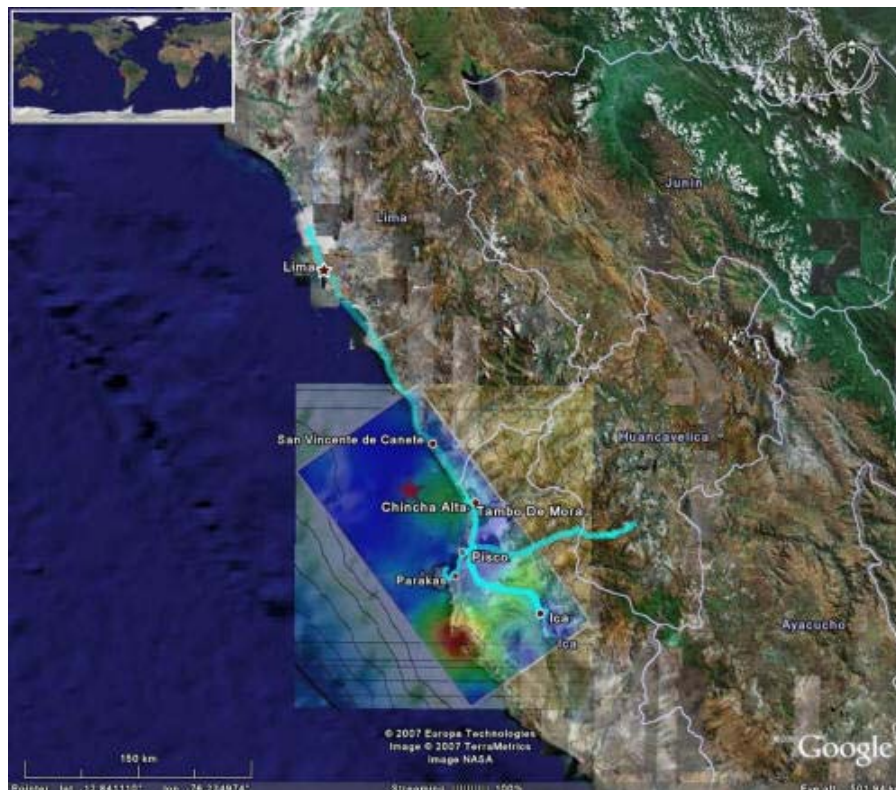 Junin
Lima
Lima
San Vincente de Canete
Huancavelica
Chincha Alta
Tambo De Mora
Pisco
Parakas
Ica
Ica
Ayacucho
© 2007 Europa Technologies
Image © 2007 TerraMetrics
Image NASA
Google
150 km
100%